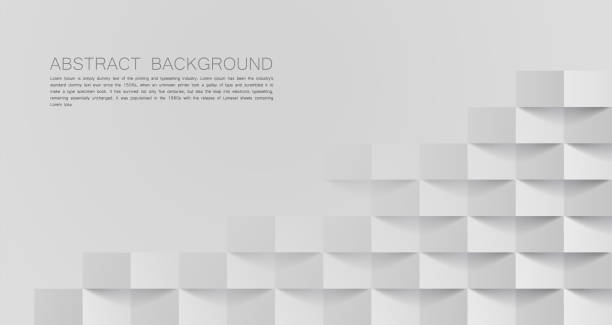 ABSTRACT BACKGROUND
Lorem Ipsum is simply dummy text of the printing and typesetting industry. Lorem Ipsum has been the industry's
standard dummy text ever since the 1500s, when an unknown printer took a galley of type and scrambled it
to make a type specimen book. It has survived not only five centuries, but also the leap into electronic typesetting,
remaining essentially unchanged. It was popularised in the 1960s with the release of Letraset sheets containing
Lorem Ipsum